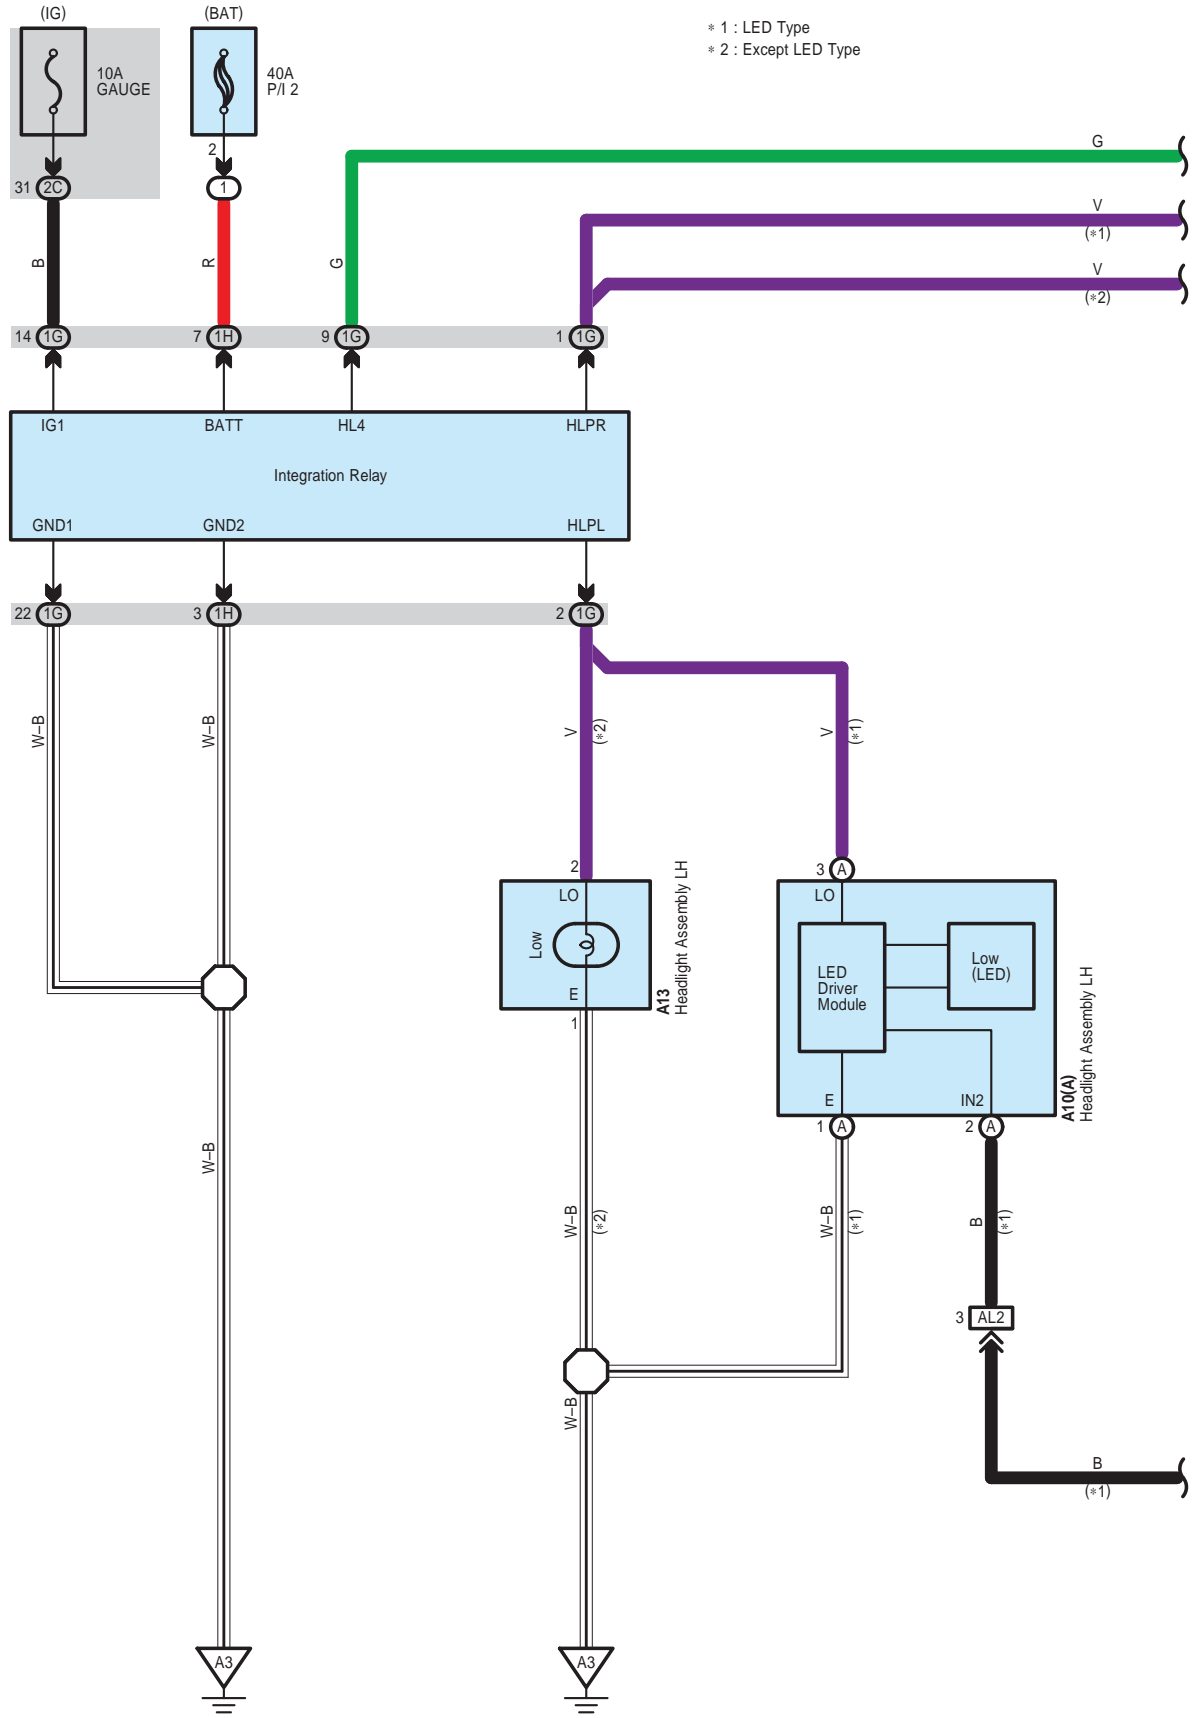 (IG)
(BAT)
* 1 : LED Type
* 2 : Except LED Type
10A
GAUGE
40A
P/I 2
2
31 2C
1
G
V
(*1)
V
(*2)
B
R
G
14 1G
7 1H
9 1G
1 1G
IG1
BATT
HL4
HLPR
Integration Relay
GND1
GND2
HLPL
22 1G
3 1H
2 1G
W–B
W–B
V
(*2)
V
(*1)
2
3 A
LO
Low
E
1
A13
Headlight Assembly LH
LO
LED
Driver
Module
Low
(LED)
E
IN2
A10(A)
Headlight Assembly LH
1 A
2 A
W–B
W–B
(*2)
W–B
(*1)
B
(*1)
3 AL2
W–B
B
(*1)
A3
A3